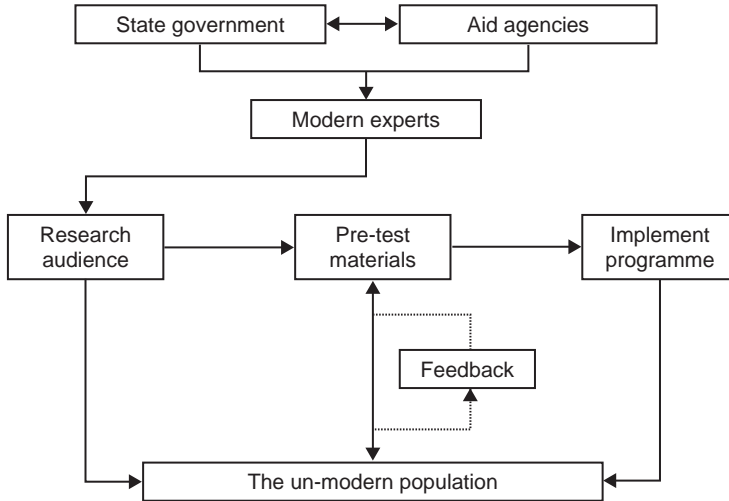 State government
Aid agencies
Modern experts
Research
audience
Pre-test
materials
Implement
programme
Feedback
The un-modern population